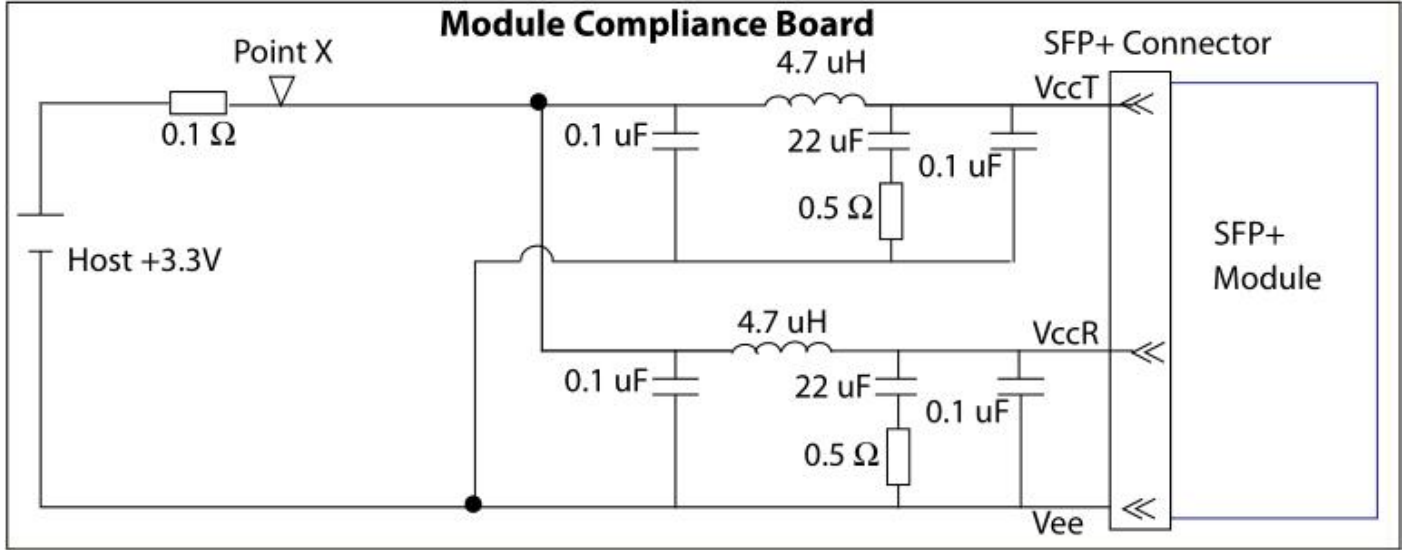 Module Compliance Board
Point X
SFP+ Connector
4.7 uH
VccT
0.1 Ω
0.1 uF
22 uF
0.1 uF
0.5 Ω
Host +3.3V
SFP+
Module
4.7 uH
VccR
0.1 uF
22 uF
0.1 uF
0.5 Ω
Vee